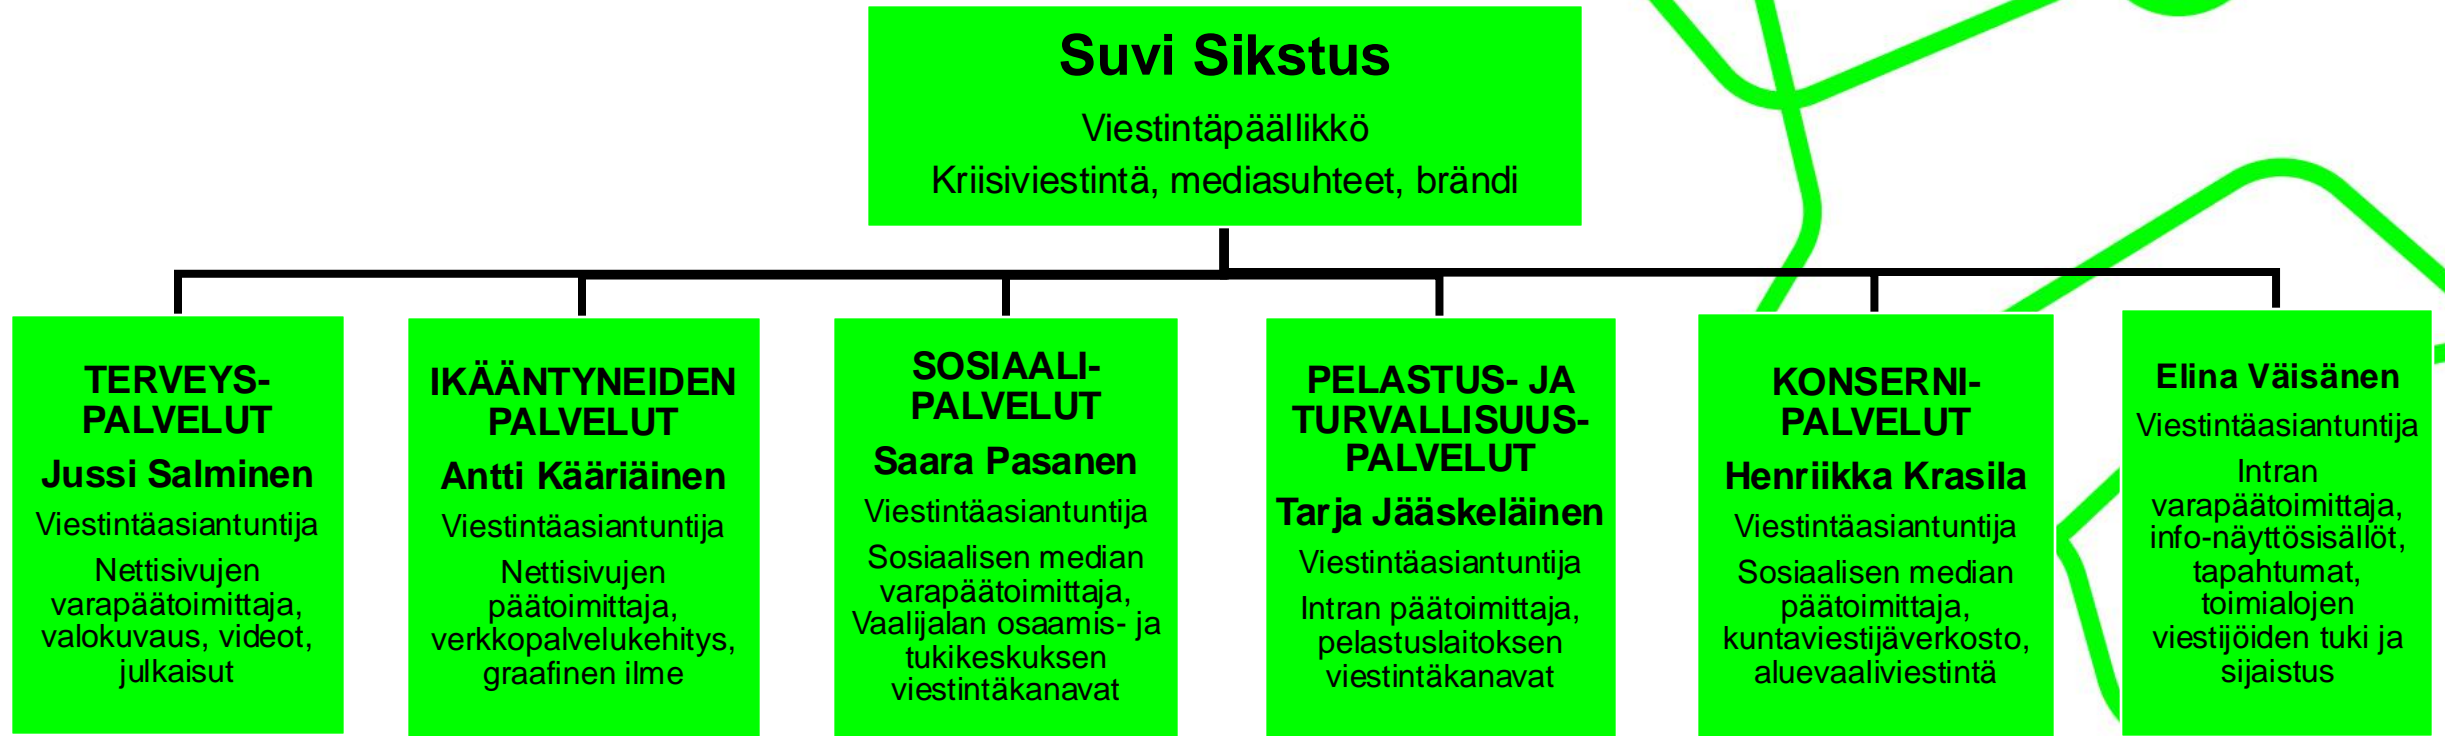 Suvi Sikstus
Viestintäpäällikkö
Kriisiviestintä, mediasuhteet, brändi
TERVEYS-
PALVELUT
Jussi Salminen
Viestintäasiantuntija
Nettisivujen
varapäätoimittaja,
valokuvaus, videot,
julkaisut
IKÄÄNTYNEIDEN
PALVELUT
Antti Kääriäinen
Viestintäasiantuntija
Nettisivujen
päätoimittaja,
verkkopalvelukehitys,
graafinen ilme
SOSIAALI-
PALVELUT
Saara Pasanen
Viestintäasiantuntija
Sosiaalisen median
varapäätoimittaja,
Vaalijalan osaamis- ja
tukikeskuksen
viestintäkanavat
PELASTUS- JA
TURVALLISUUS-
PALVELUT
Tarja Jääskeläinen
Viestintäasiantuntija
Intran päätoimittaja,
pelastuslaitoksen
viestintäkanavat
KONSERNI-
PALVELUT
Henriikka Krasila
Viestintäasiantuntija
Sosiaalisen median
päätoimittaja,
kuntaviestijäverkosto,
aluevaaliviestintä
Elina Väisänen
Viestintäasiantuntija
Intran
varapäätoimittaja,
info-näyttösisällöt,
tapahtumat,
toimialojen
viestijöiden tuki ja
sijaistus